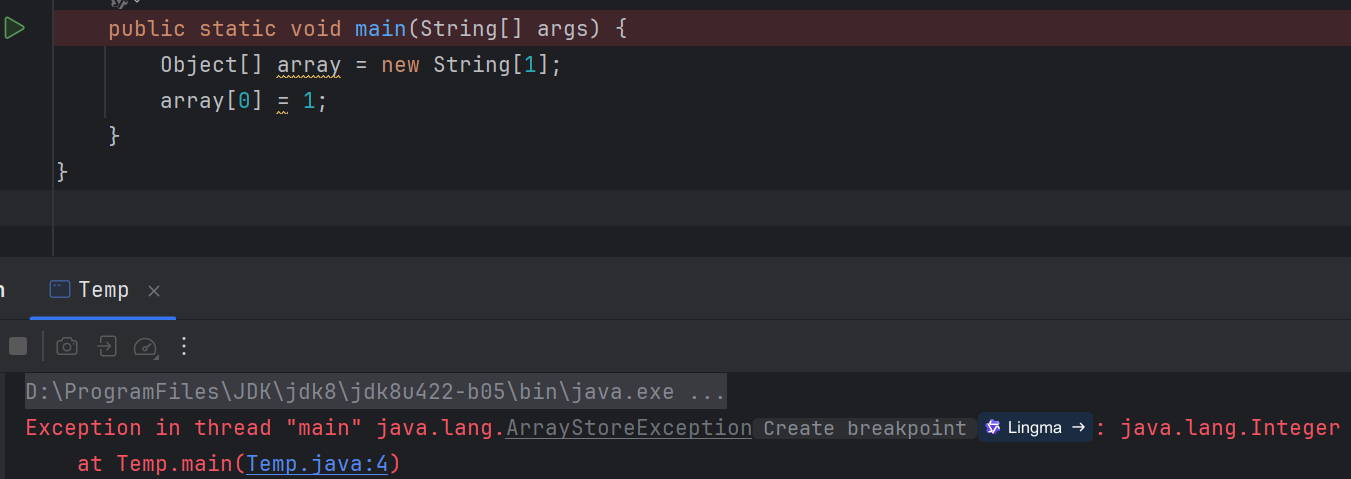 public static void main(String[] args) {
Object[] array = new String[1];
array[0] = 1;
}
}
Temp ×
D:\ProgramFiles\JDK\jdk8\jdk8u422-b05\bin\java.exe ...
Exception in thread "main" java.lang.ArrayStoreException Create breakpoint Lingma → : java.lang.Integer
at Temp.main(Temp.java:4)